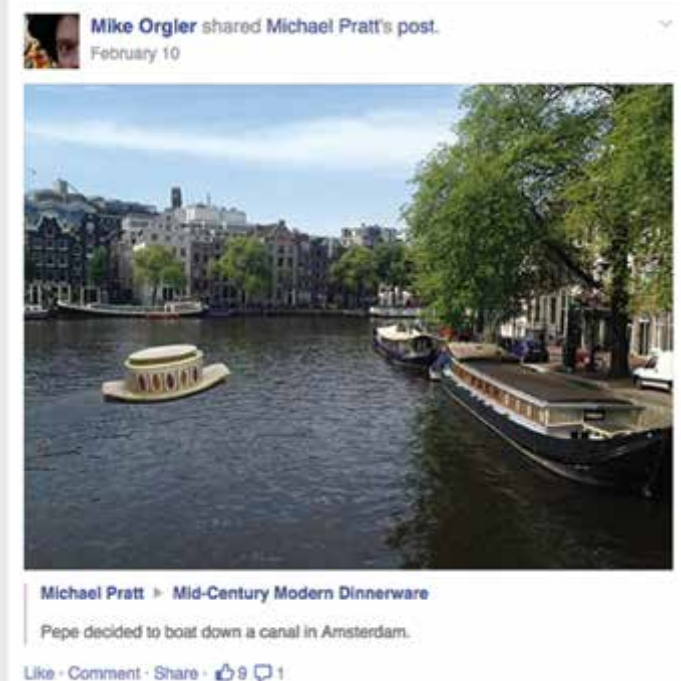 Mike Orgler shared Michael Pratt's post.
February 10
Michael Pratt ▸ Mid-Century Modern Dinnerware
Pepe decided to boat down a canal in Amsterdam.
Like · Comment · Share · 9 1